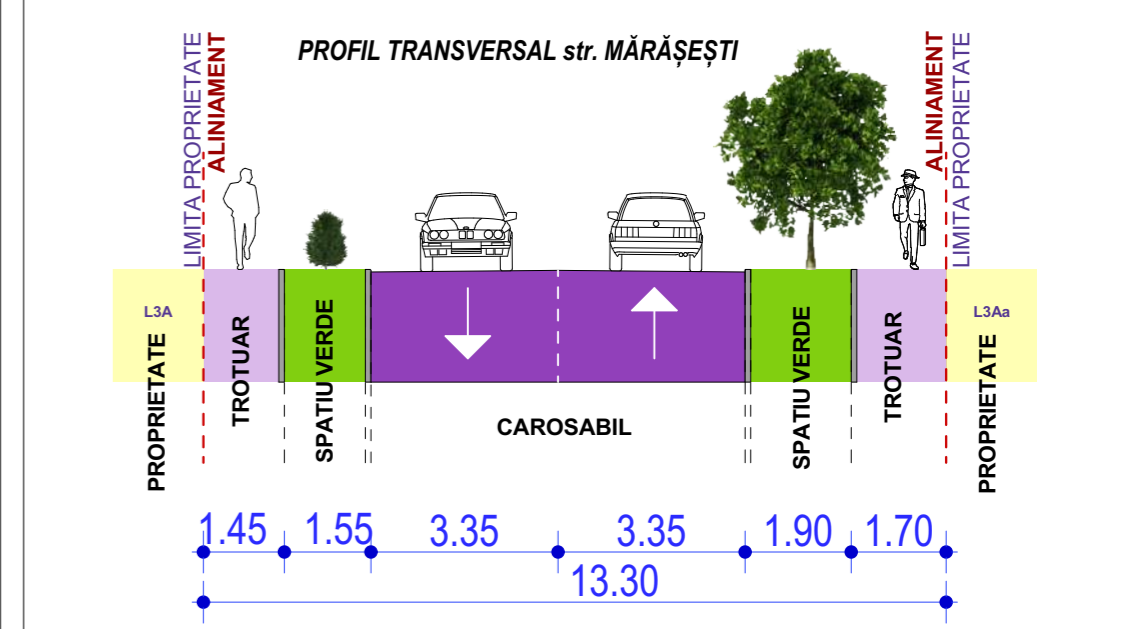 PROFIL TRANSVERSAL str. MĂRĂȘEȘTI
LIMITA PROPRIETATE
ALINIAMENT
ALINIAMENT
LIMITA PROPRIETATE
L3A
PROPRIETATE
TROTUAR
SPATIU VERDE
CAROSABIL
SPATIU VERDE
TROTUAR
L3Aa
PROPRIETATE
1.45 1.55 3.35 3.35 1.90 1.70
13.30